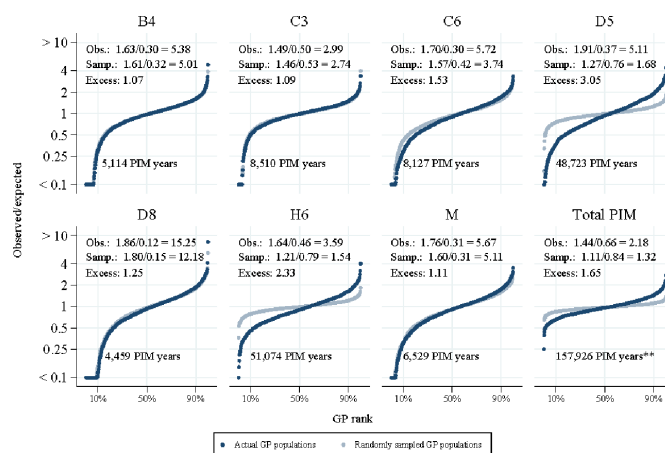 B4
C3
C6
D5
> 10
4
2
1
0.5
0.25
< 0.1
Obs.: 1.63/0.30 = 5.38
Samp.: 1.61/0.32 = 5.01
Excess: 1.07
5,114 PIM years
Obs.: 1.49/0.50 = 2.99
Samp.: 1.46/0.53 = 2.74
Excess: 1.09
8,510 PIM years
Obs.: 1.70/0.30 = 5.72
Samp.: 1.57/0.42 = 3.74
Excess: 1.53
8,127 PIM years
Obs.: 1.91/0.37 = 5.11
Samp.: 1.27/0.76 = 1.68
Excess: 3.05
48,723 PIM years
Observed/expected
D8
H6
M
Total PIM
> 10
4
2
1
0.5
0.25
< 0.1
Obs.: 1.86/0.12 = 15.25
Samp.: 1.80/0.15 = 12.18
Excess: 1.25
4,459 PIM years
Obs.: 1.64/0.46 = 3.59
Samp.: 1.21/0.79 = 1.54
Excess: 2.33
51,074 PIM years
Obs.: 1.76/0.31 = 5.67
Samp.: 1.60/0.31 = 5.11
Excess: 1.11
6,529 PIM years
Obs.: 1.44/0.66 = 2.18
Samp.: 1.11/0.84 = 1.32
Excess: 1.65
157,926 PIM years**
10% 50% 90% 10% 50% 90% 10% 50% 90% 10% 50% 90%
GP rank
Actual GP populations Randomly sampled GP populations